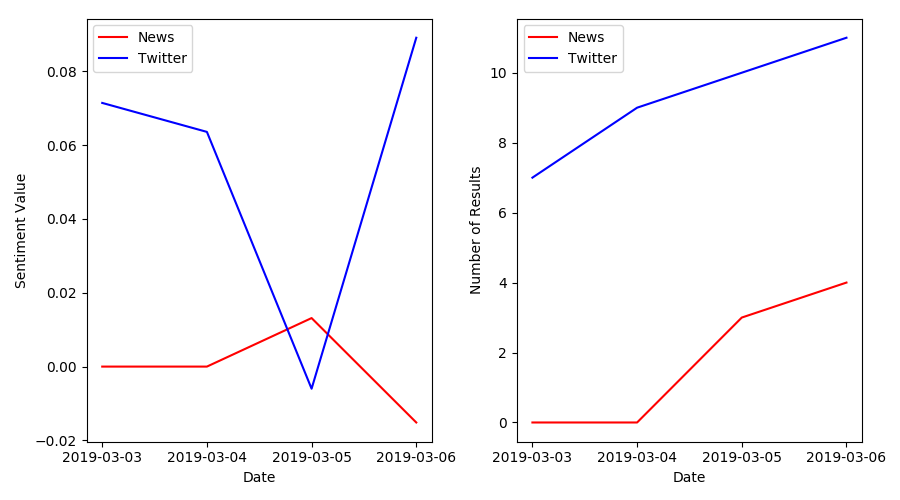 News
Twitter
0.08
0.06
0.04
0.02
0.00
−0.02
Sentiment Value
2019-03-03 2019-03-04 2019-03-05 2019-03-06
Date
News
Twitter
10
8
6
4
2
0
Number of Results
2019-03-03 2019-03-04 2019-03-05 2019-03-06
Date